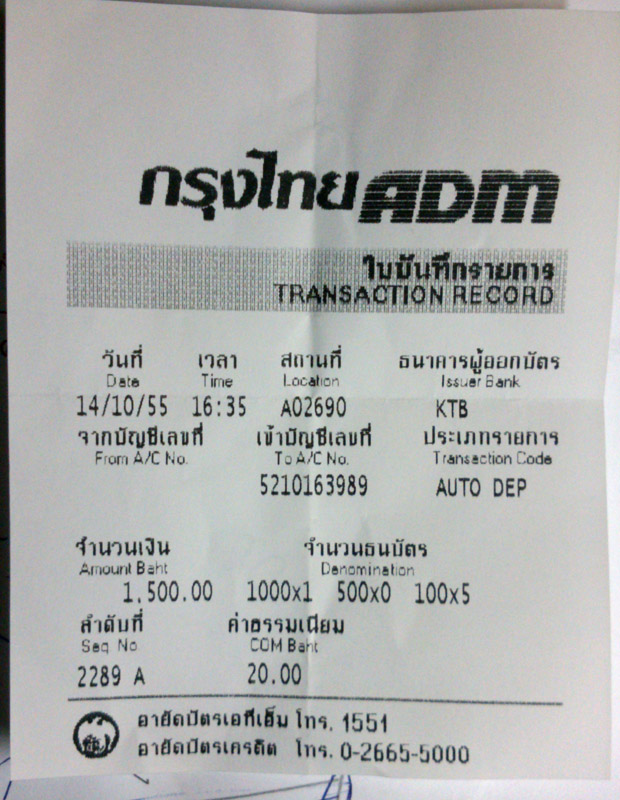 กรุงไทย ADM
ใบบันทึกรายการ
TRANSACTION RECORD
วันที่ เวลา สถานที่ ธนาคารผู้ออกบัตร
Date Time Location Issuer Bank
14/10/55 16:35 A02690 KTB
จากบัญชีเลขที่ เข้าบัญชีเลขที่ ประเภทรายการ
From A/C No. To A/C No. Transaction Code
5210163989 AUTO DEP
จำนวนเงิน จำนวนธนบัตร
Amount Baht Denomination
1,500.00 1000x1 500x0 100x5
ลำดับที่ ค่าธรรมเนียม
Seq No COM Baht
2289 A 20.00
อายัดบัตรเอทีเอ็ม โทร. 1551
อายัดบัตรเครดิต โทร. 0-2665-5000